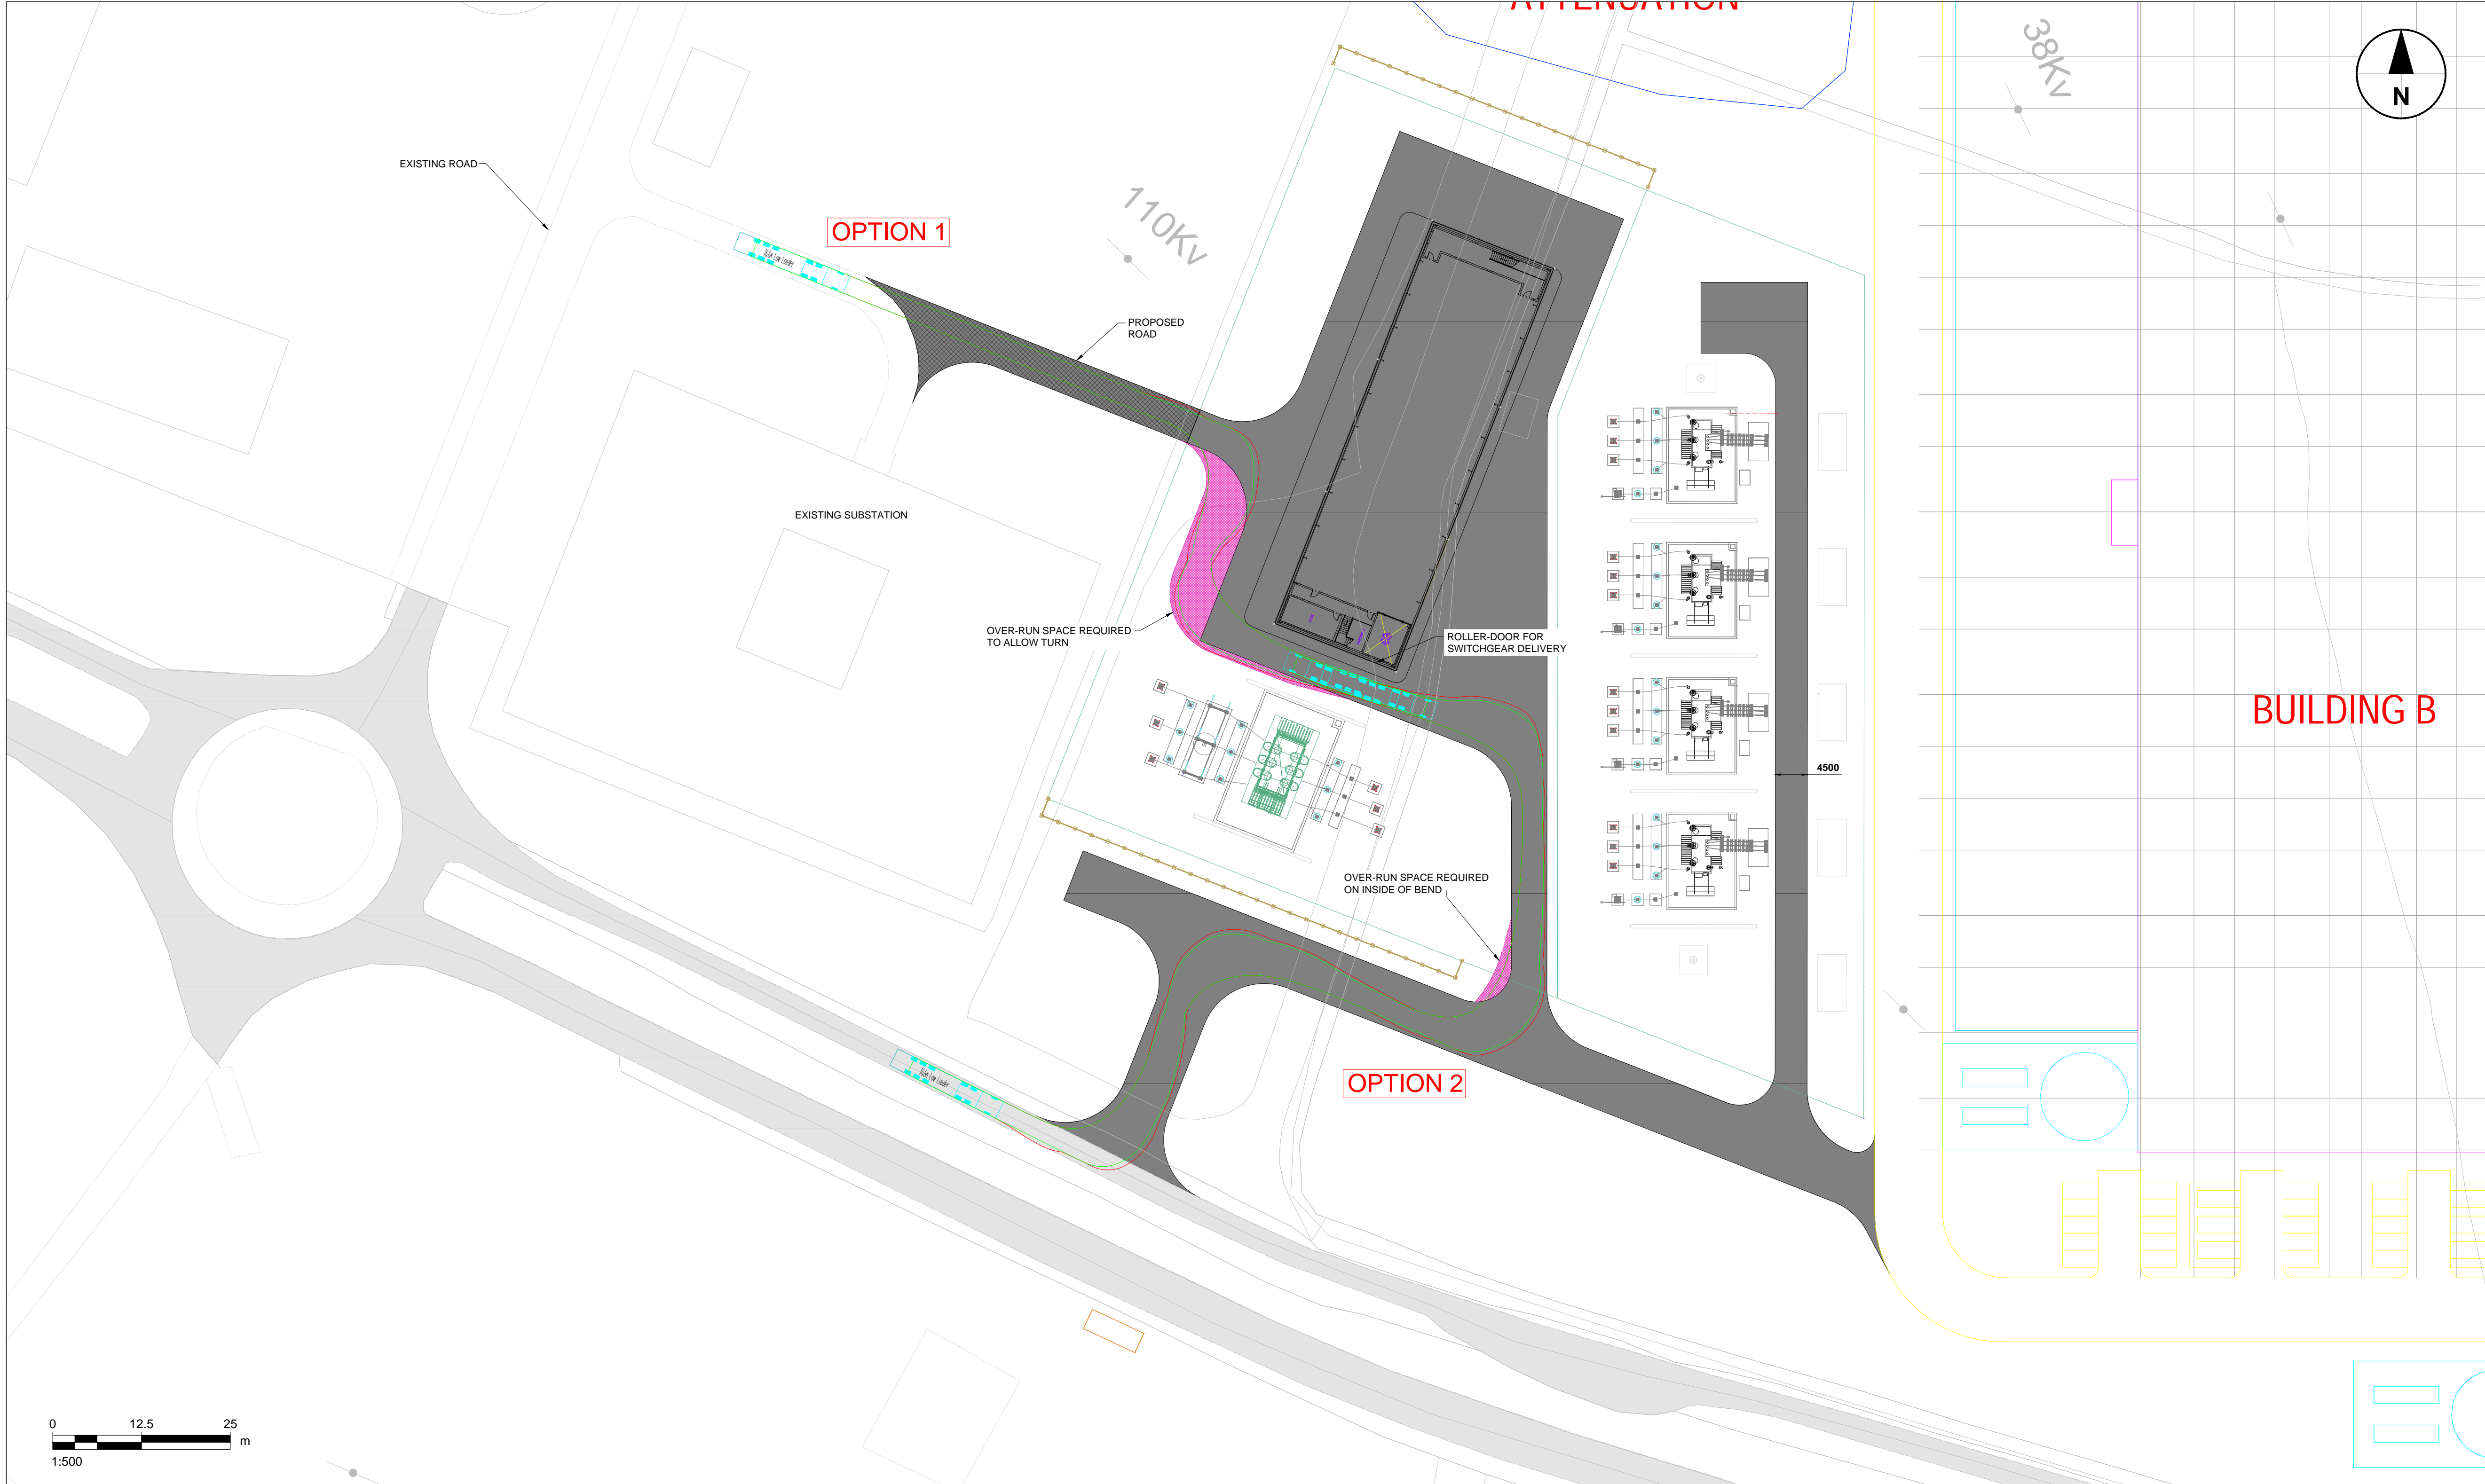 ATTENUATION
38Kv
N
EXISTING ROAD
OPTION 1
110Kv
PROPOSED
ROAD
EXISTING SUBSTATION
OVER-RUN SPACE REQUIRED
TO ALLOW TURN
ROLLER-DOOR FOR
SWITCHGEAR DELIVERY
BUILDING B
4500
OVER-RUN SPACE REQUIRED
ON INSIDE OF BEND
OPTION 2
0 12.5 25
m
1:500